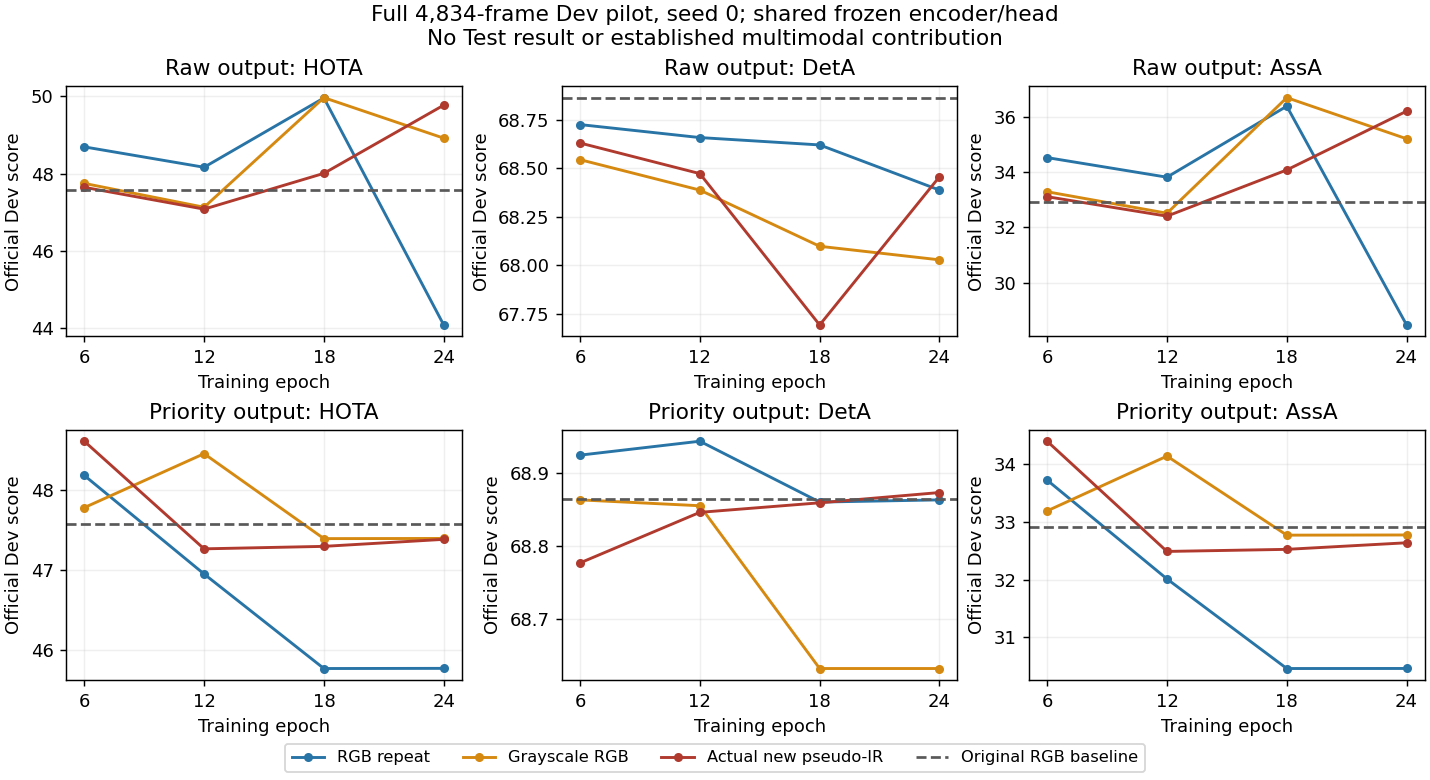 Full 4,834-frame Dev pilot, seed 0; shared frozen encoder/head
No Test result or established multimodal contribution
Raw output: HOTA
Official Dev score
50
48
46
44
6 12 18 24
Training epoch
Raw output: DetA
Official Dev score
68.75
68.50
68.25
68.00
67.75
6 12 18 24
Training epoch
Raw output: AssA
Official Dev score
36
34
32
30
6 12 18 24
Training epoch
Priority output: HOTA
Official Dev score
48
47
46
6 12 18 24
Training epoch
Priority output: DetA
Official Dev score
68.9
68.8
68.7
6 12 18 24
Training epoch
Priority output: AssA
Official Dev score
34
33
32
31
6 12 18 24
Training epoch
RGB repeat
Grayscale RGB
Actual new pseudo-IR
Original RGB baseline